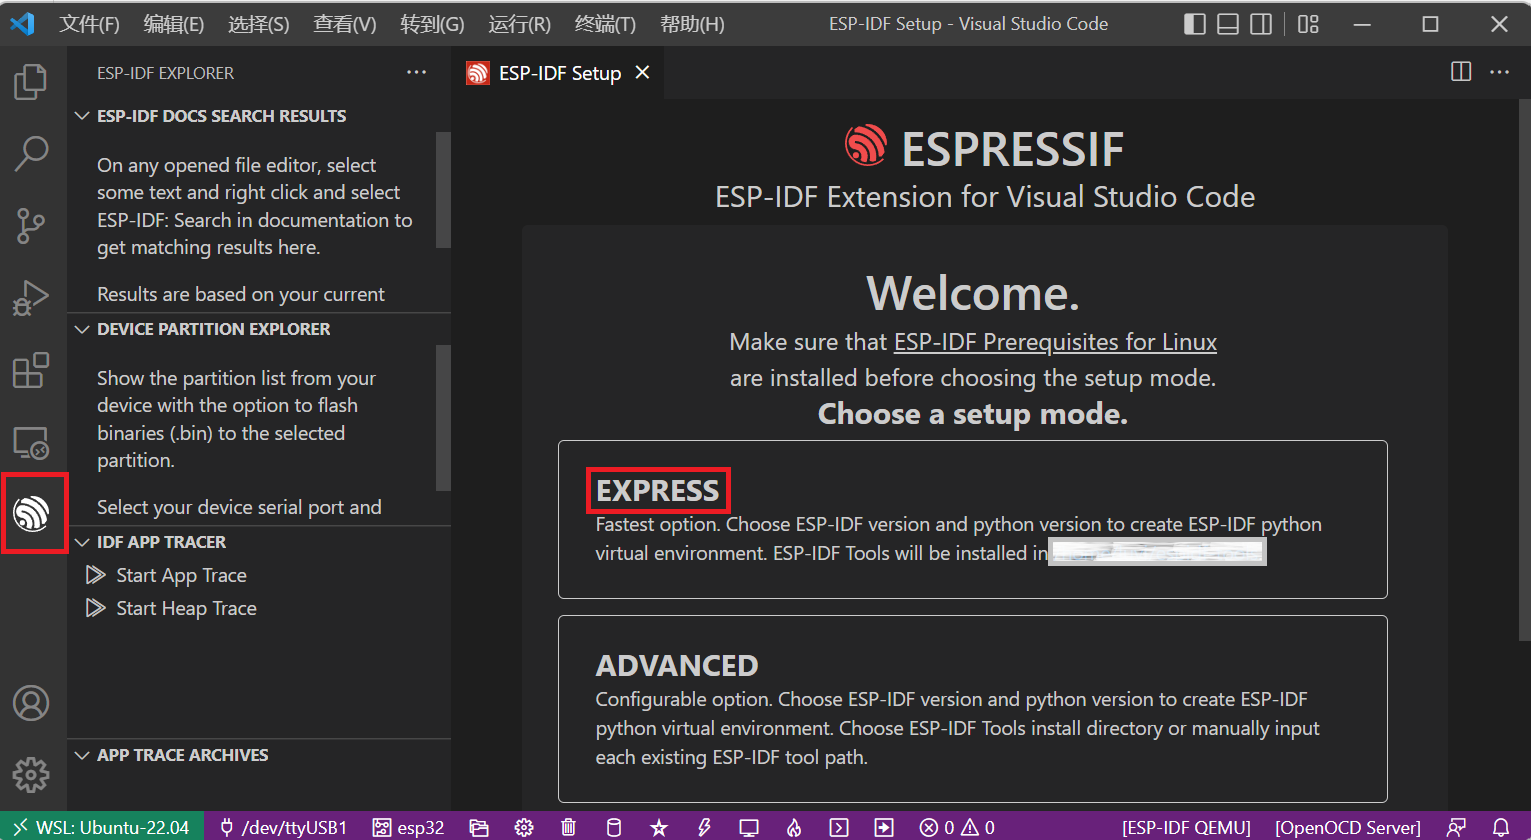 文件(F) 编辑(E) 选择(S) 查看(V) 转到(G) 运行(R) 终端(T) 帮助(H) ESP-IDF Setup - Visual Studio Code
ESP-IDF EXPLORER
ESP-IDF DOCS SEARCH RESULTS
On any opened file editor, select
some text and right click and select
ESP-IDF: Search in documentation to
get matching results here.
Results are based on your current
DEVICE PARTITION EXPLORER
Show the partition list from your
device with the option to flash
binaries (.bin) to the selected
partition.
Select your device serial port and
IDF APP TRACER
Start App Trace
Start Heap Trace
APP TRACE ARCHIVES
ESP-IDF Setup
ESPRESSIF
ESP-IDF Extension for Visual Studio Code
Welcome.
Make sure that ESP-IDF Prerequisites for Linux
are installed before choosing the setup mode.
Choose a setup mode.
EXPRESS
Fastest option. Choose ESP-IDF version and python version to create ESP-IDF python
virtual environment. ESP-IDF Tools will be installed in
ADVANCED
Configurable option. Choose ESP-IDF version and python version to create ESP-IDF
python virtual environment. Choose ESP-IDF Tools install directory or manually input
each existing ESP-IDF tool path.
WSL: Ubuntu-22.04 /dev/ttyUSB1 esp32 0 0 [ESP-IDF QEMU] [OpenOCD Server]